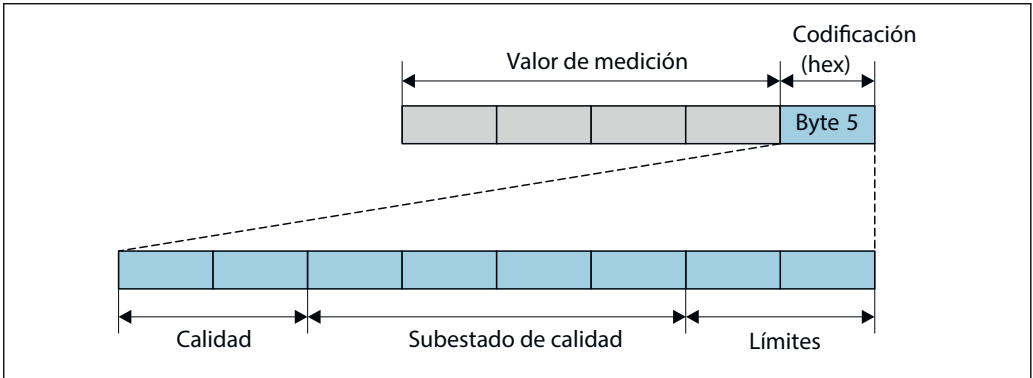 Codificación
Valor de medición
(hex)
Byte 5
Calidad
Subestado de calidad
Límites